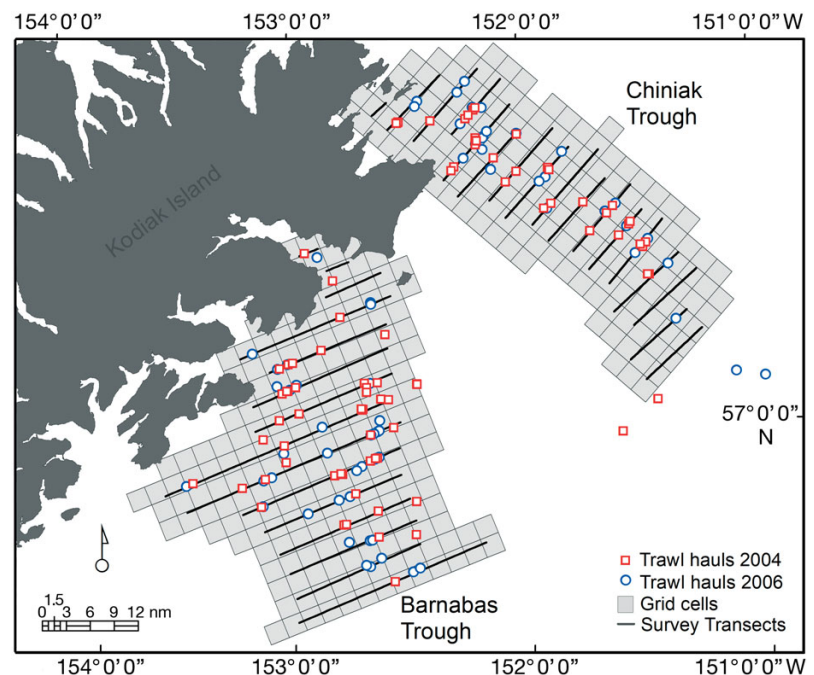 154°0'0" 153°0'0" 152°0'0" 151°0'0"W
Chiniak
Trough
Kodiak Island
57°0'0"
N
Trawl hauls 2004
Trawl hauls 2006
Grid cells
Survey Transects
1.5
0 3 6 9 12 nm
Barnabas
Trough
154°0'0" 153°0'0" 152°0'0" 151°0'0"W